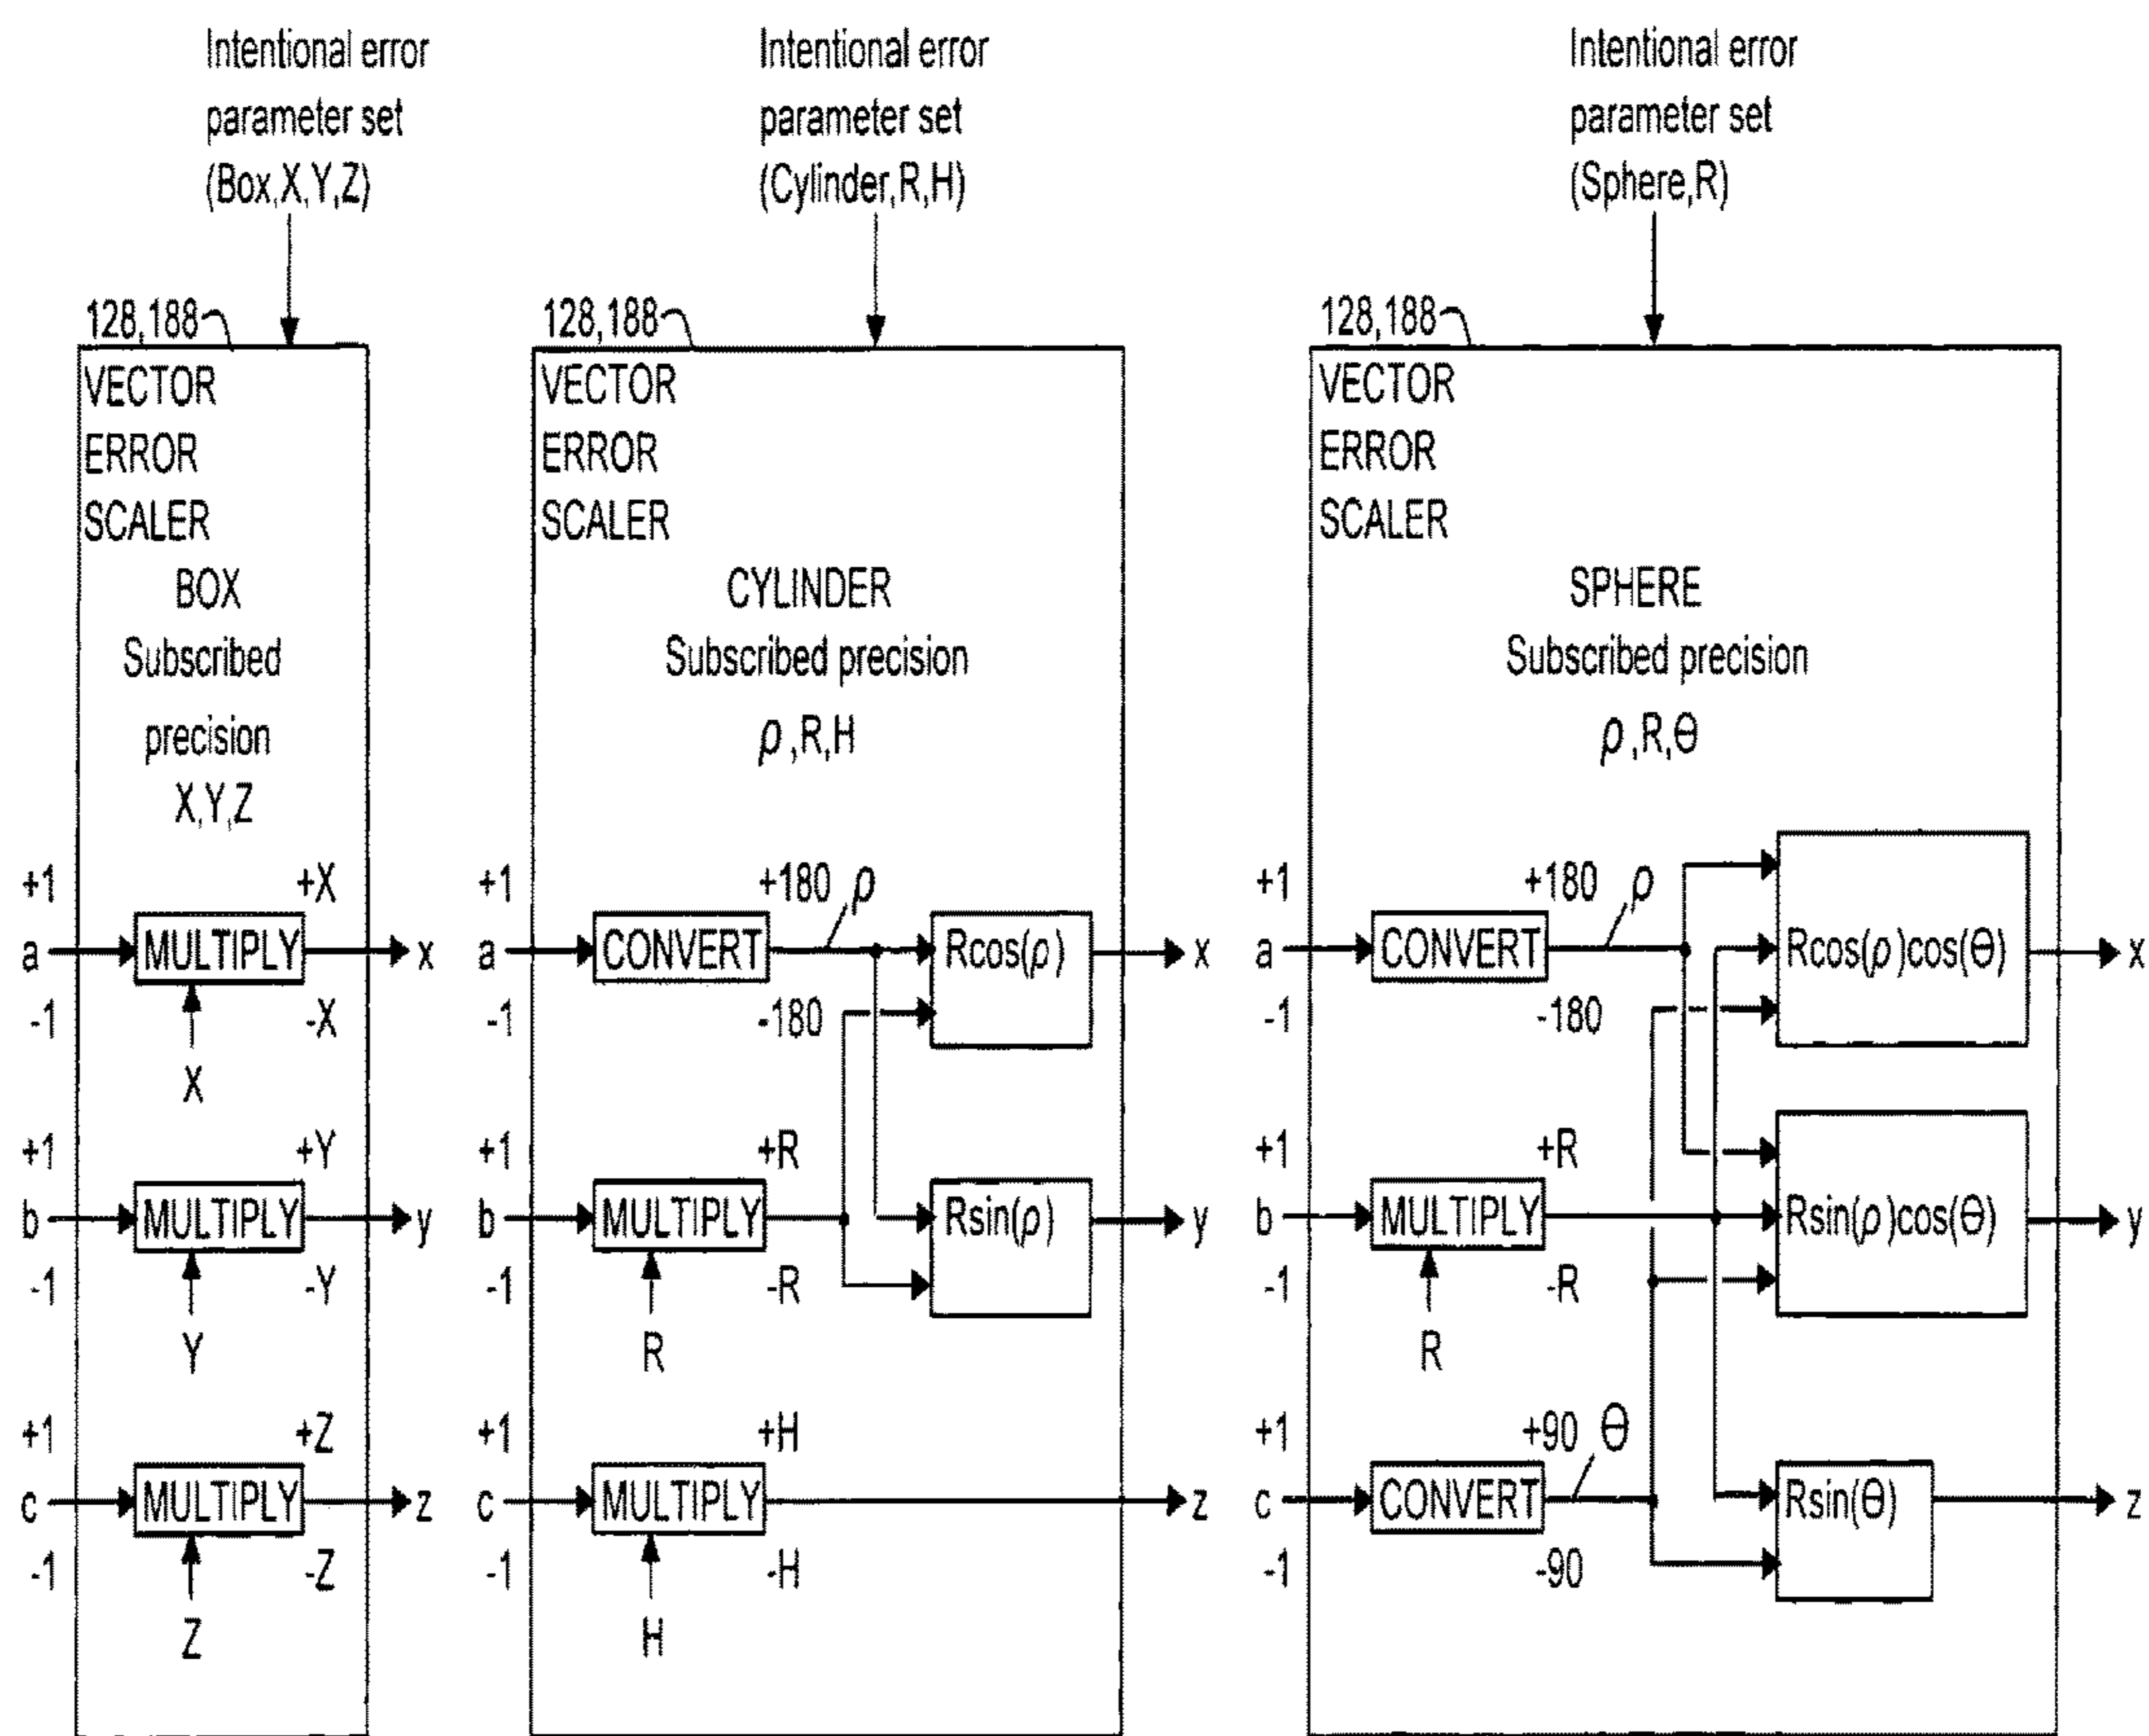 Intentional error
parameter set
(Box,X,Y,Z)
128,188
VECTOR
ERROR
SCALER
BOX
Subscribed
precision
X,Y,Z
+1
a
-1
MULTIPLY
+X
-X
x
X
+1
b
-1
MULTIPLY
+Y
-Y
y
Y
+1
c
-1
MULTIPLY
+Z
-Z
z
Z
Intentional error
parameter set
(Cylinder,R,H)
128,188
VECTOR
ERROR
SCALER
CYLINDER
Subscribed precision
ρ,R,H
+1
a
-1
CONVERT
+180 ρ
-180
Rcos(ρ)
x
+1
b
-1
MULTIPLY
+R
-R
R
Rsin(ρ)
y
+1
c
-1
MULTIPLY
+H
-H
H
z
Intentional error
parameter set
(Sphere,R)
128,188
VECTOR
ERROR
SCALER
SPHERE
Subscribed precision
ρ,R,Θ
+1
a
-1
CONVERT
+180 ρ
-180
Rcos(ρ)cos(Θ)
x
+1
b
-1
MULTIPLY
+R
-R
R
Rsin(ρ)cos(Θ)
y
+1
c
-1
CONVERT
+90 Θ
-90
Rsin(Θ)
z